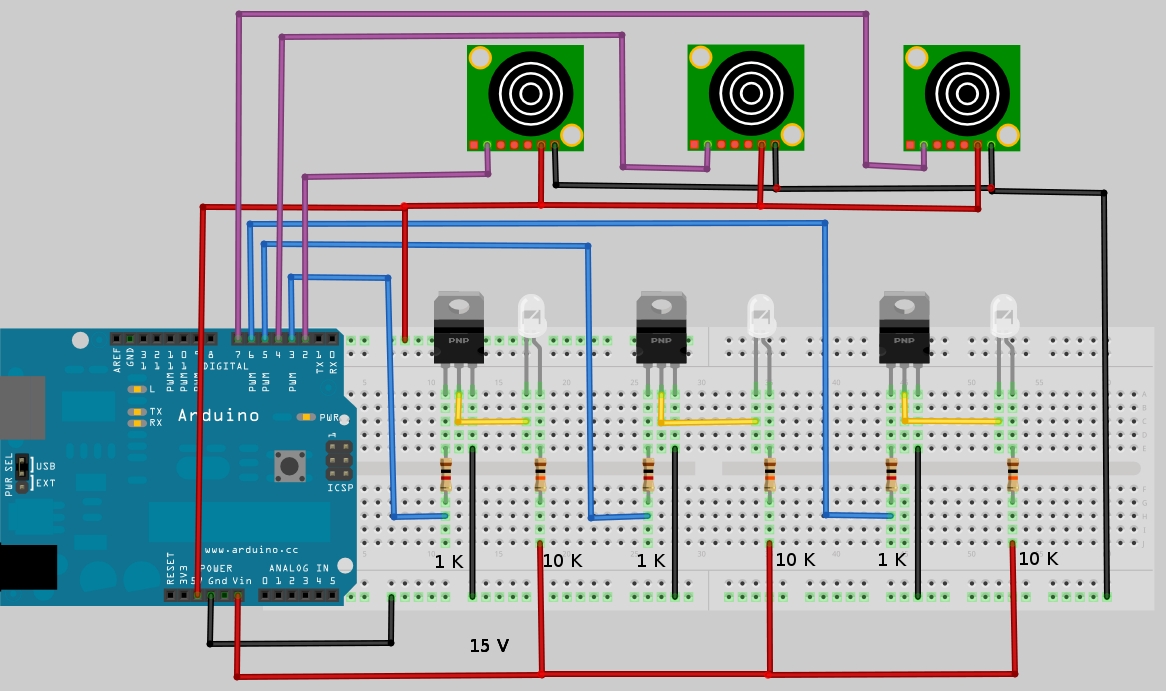 PNP
PNP
PNP
AREF
GND
13
12
PWM 11
PWM 10
PWM 9
8
7
PWM 6
PWM 5
4
PWM 3
2
TX 1
RX 0
DIGITAL
L
TX
RX
Arduino
PWR
1
PWR SEL
USB
EXT
ICSP
www.arduino.cc
POWER
ANALOG IN
RESET
3V3
5V Gnd Vin
0 1 2 3 4 5
1 K
10 K
1 K
10 K
1 K
10 K
15 V